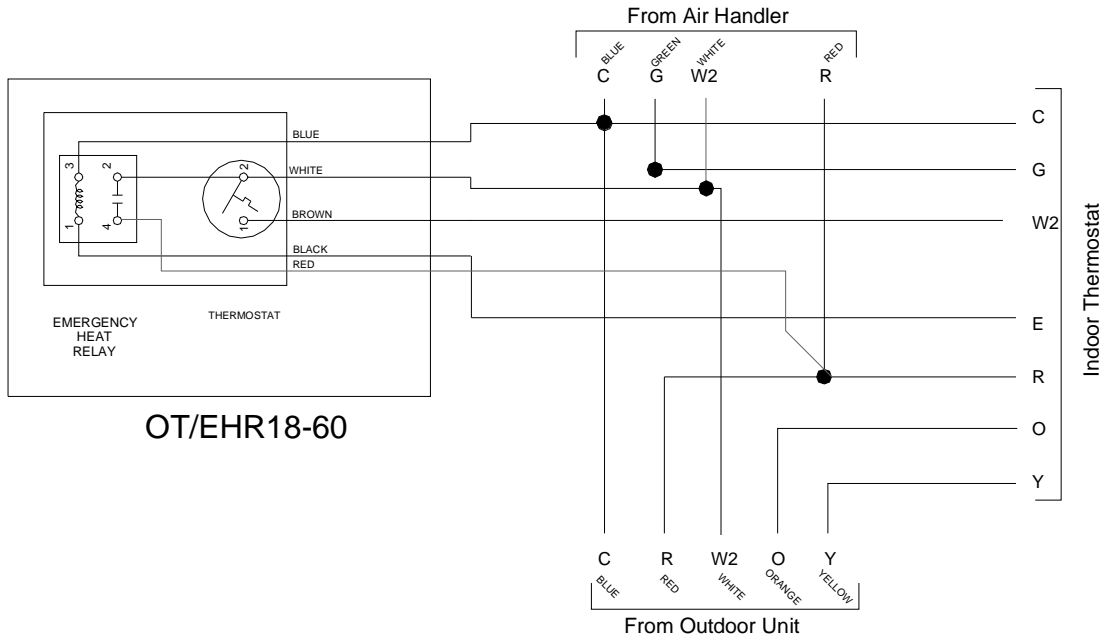 From Air Handler
BLUE GREEN WHITE RED
C G W2 R
C
G
W2
E
R
O
Y
Indoor Thermostat
BLUE
WHITE
BROWN
BLACK
RED
3 2
1 4
2
1
EMERGENCY
HEAT
RELAY
THERMOSTAT
OT/EHR18-60
C R W2 O Y
BLUE RED WHITE ORANGE YELLOW
From Outdoor Unit